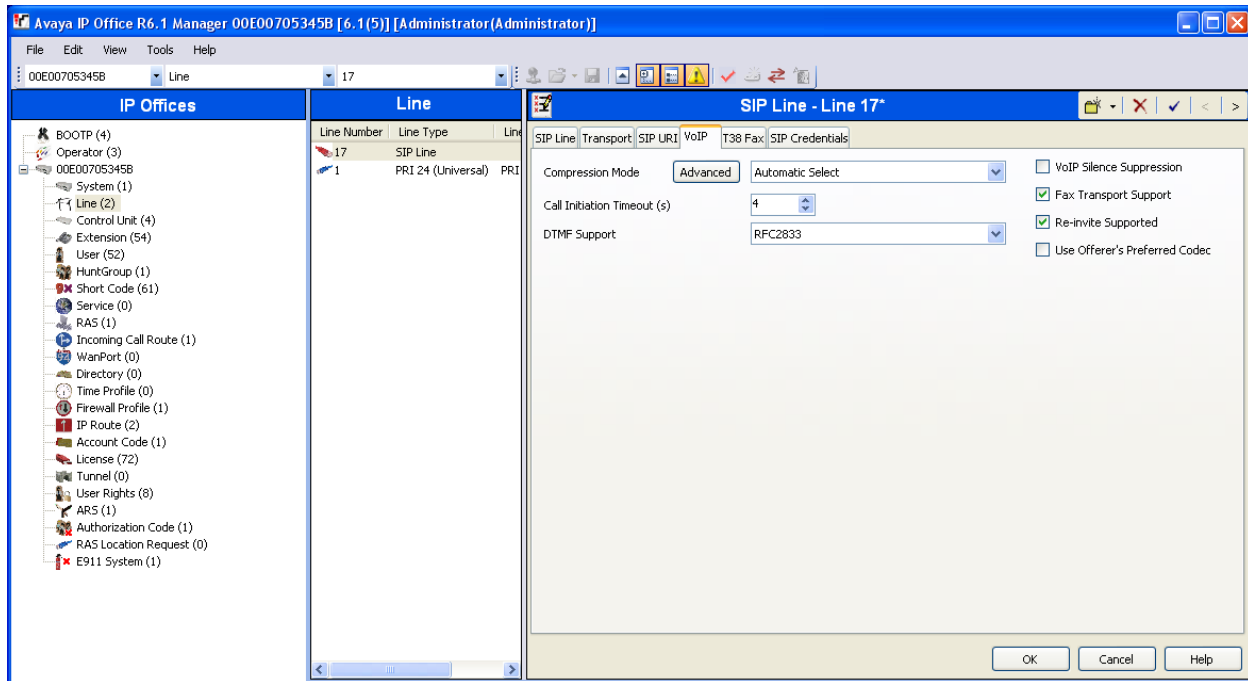 Avaya IP Office R6.1 Manager 00E00705345B [6.1(5)] [Administrator(Administrator)]
File Edit View Tools Help
00E00705345B Line 17
IP Offices
BOOTP (4)
Operator (3)
00E00705345B
System (1)
Line (2)
Control Unit (4)
Extension (54)
User (52)
HuntGroup (1)
Short Code (61)
Service (0)
RAS (1)
Incoming Call Route (1)
WanPort (0)
Directory (0)
Time Profile (0)
Firewall Profile (1)
IP Route (2)
Account Code (1)
License (72)
Tunnel (0)
User Rights (8)
ARS (1)
Authorization Code (1)
RAS Location Request (0)
E911 System (1)
Line
Line Number Line Type Line
17 SIP Line
1 PRI 24 (Universal) PRI
SIP Line - Line 17*
SIP Line Transport SIP URI VoIP T38 Fax SIP Credentials
Compression Mode Advanced Automatic Select
Call Initiation Timeout (s) 4
DTMF Support RFC2833
VoIP Silence Suppression
Fax Transport Support
Re-invite Supported
Use Offerer's Preferred Codec
OK Cancel Help